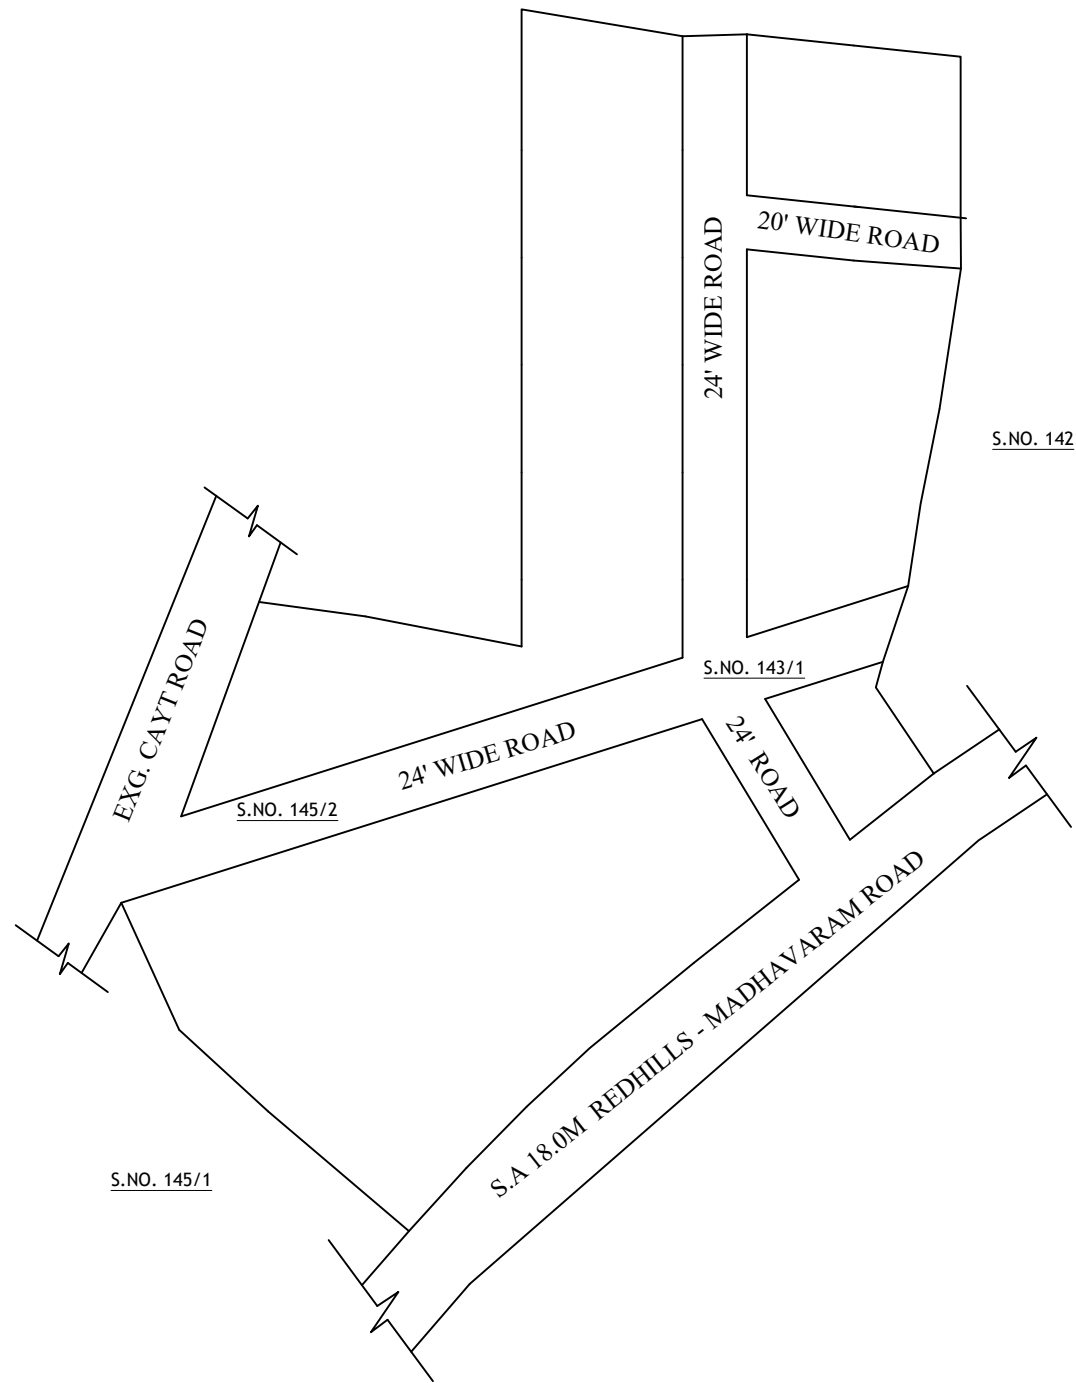 20' WIDE ROAD
24' WIDE ROAD
S.NO. 142
EXG. CAYT ROAD
S.NO. 143/1
24' WIDE ROAD
24' ROAD
S.NO. 145/2
S.A 18.0M REDHILLS - MADHAVARAM ROAD
S.NO. 145/1